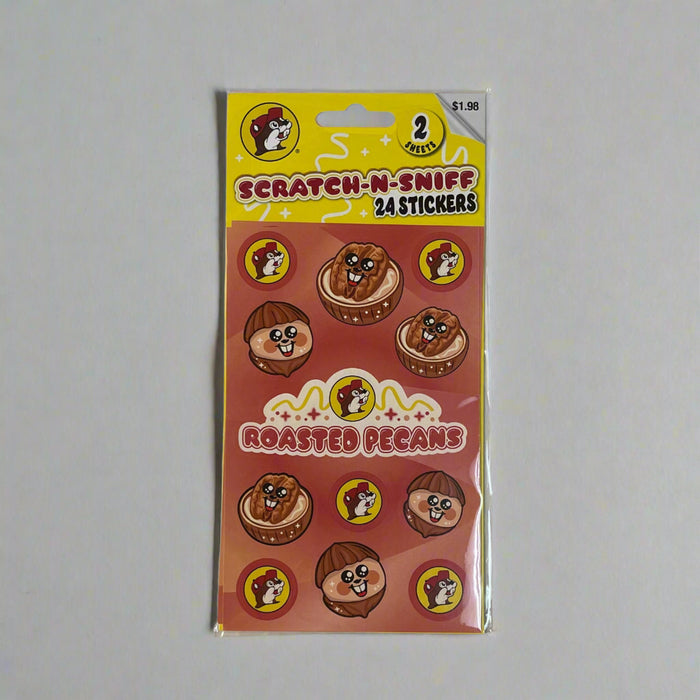 $1.98
2
SHEETS
®
SCRATCH-N-SNIFF
24 STICKERS
ROASTED PECANS